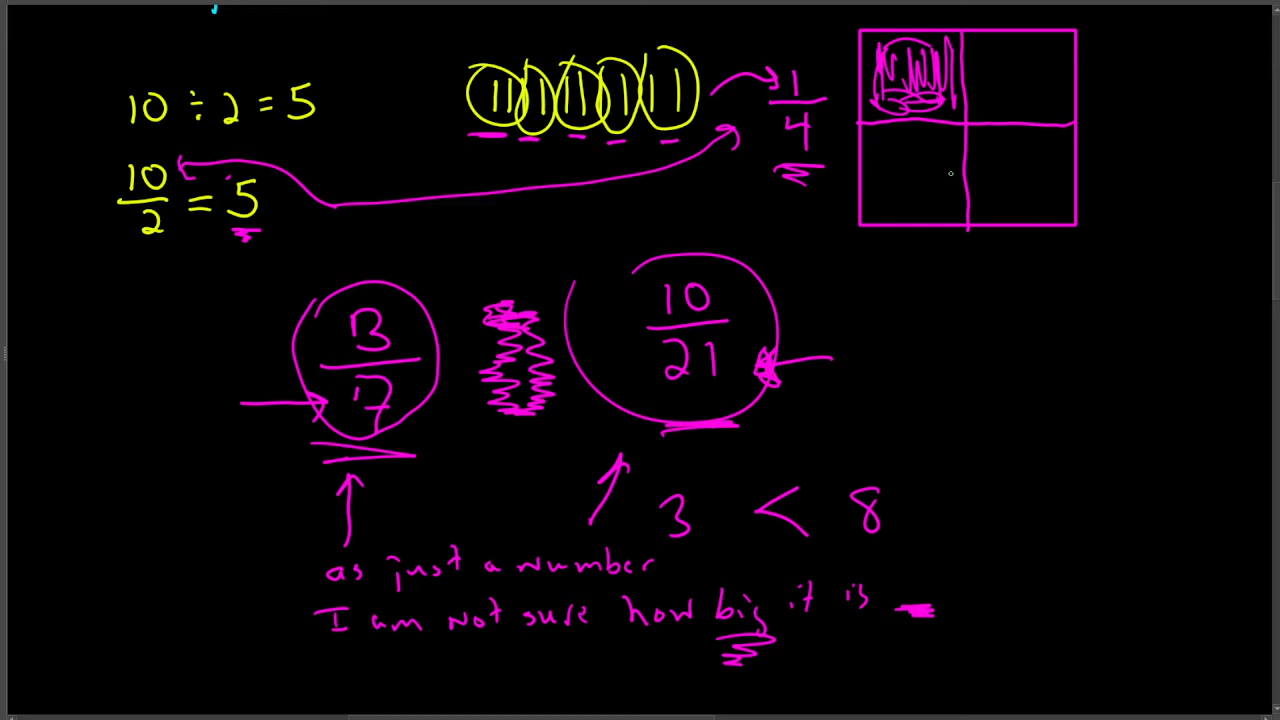 10 ÷ 2 = 5
10/2 = 5
1/4
13/17 10/21
3 < 8
as just a number
I am not sure how big it is